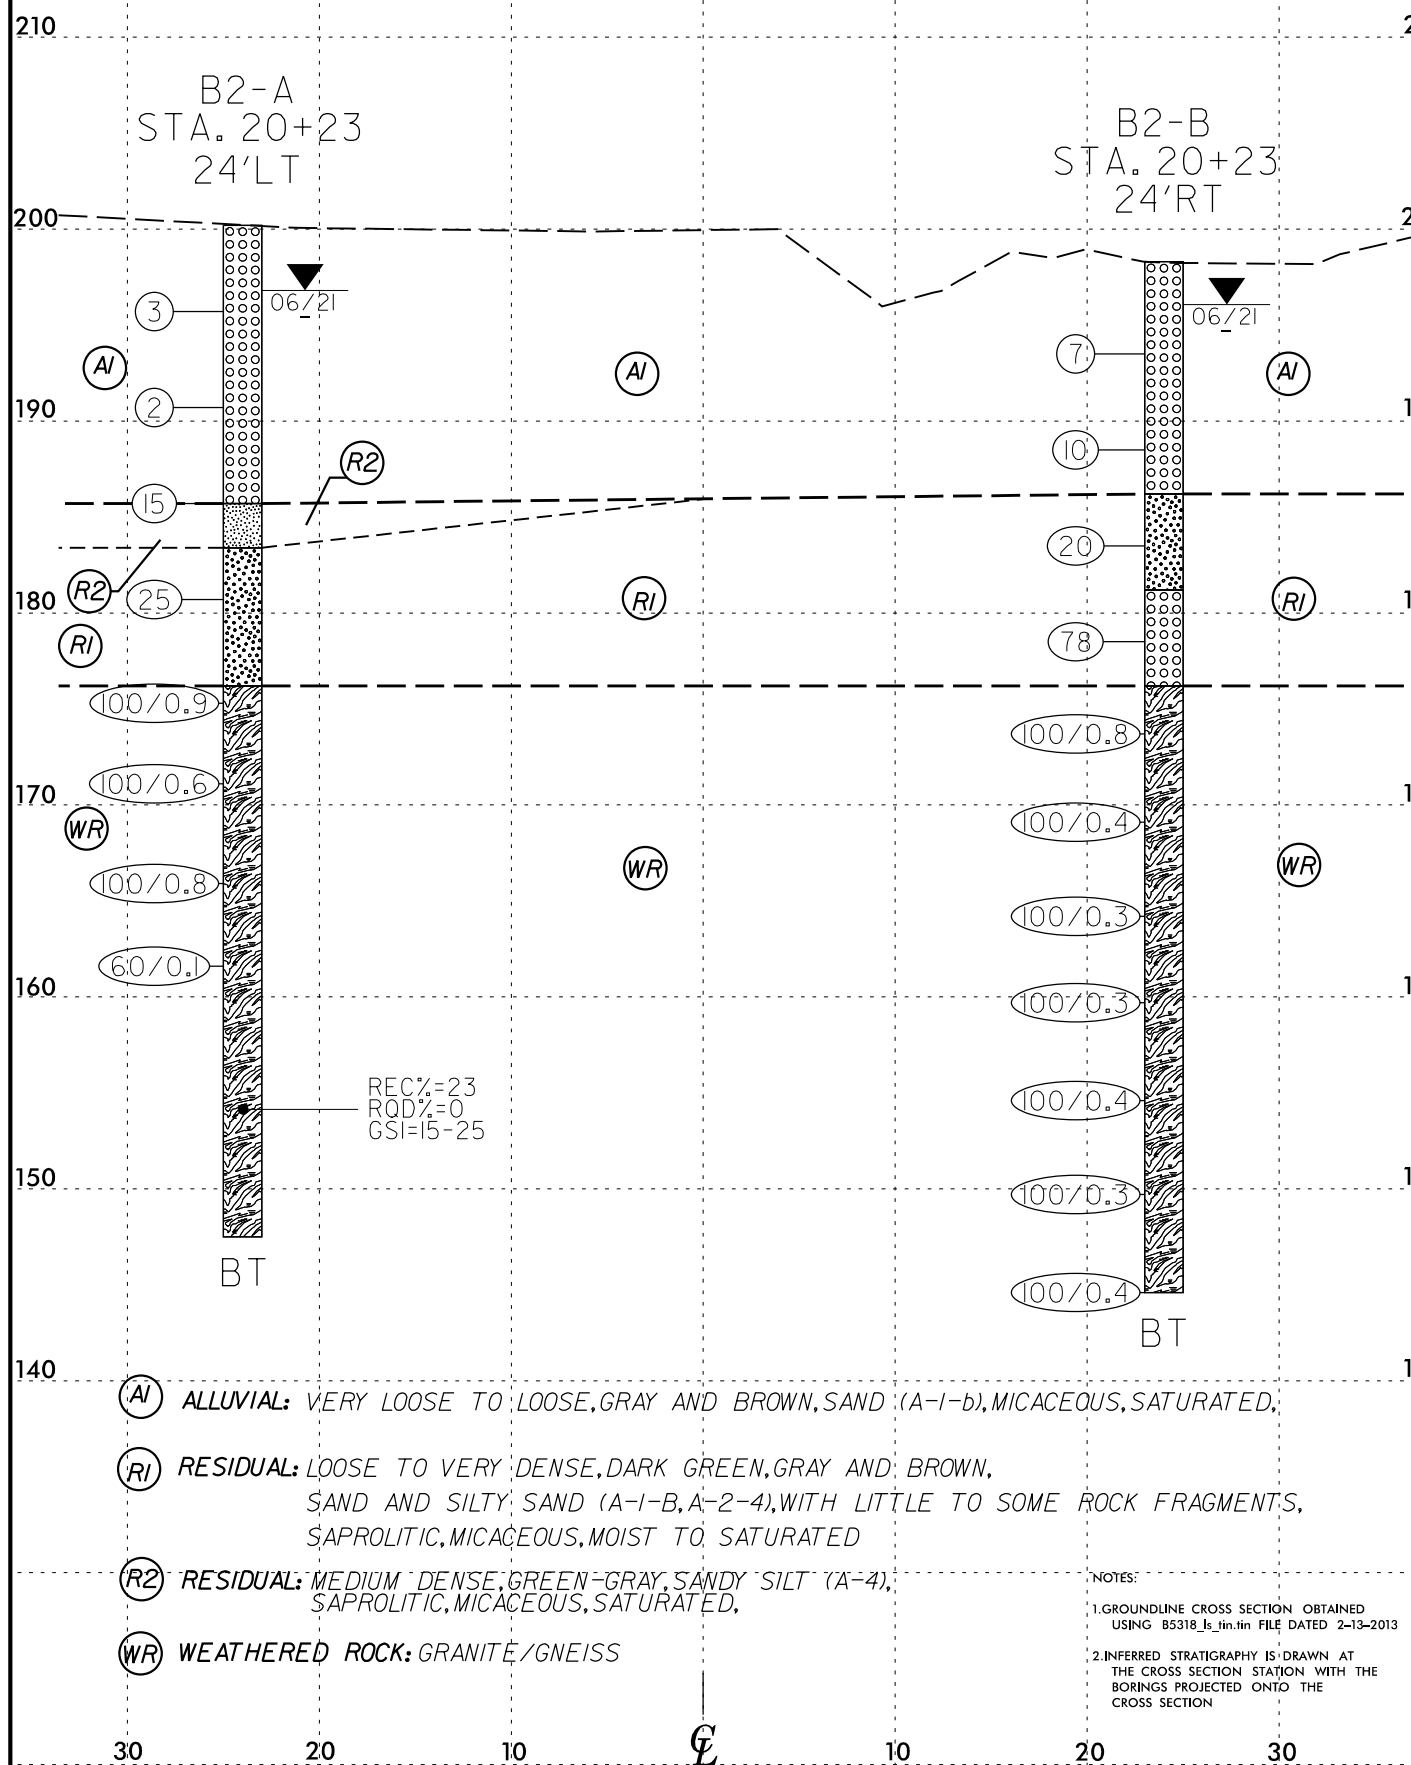 210
2
B2-A
STA. 20+23
24'LT
B2-B
STA. 20+23
24'RT
200
2
06/21
06/21
3
7
AI
AI
AI
190
2
1
10
R2
15
20
R2
25
RI
RI
180
1
RI
78
100/0.9
100/0.8
100/0.6
170
1
100/0.4
WR
WR
WR
100/0.8
100/0.3
60/0.1
160
1
100/0.3
REC%=23
RQD%=0
GSI=15-25
100/0.4
150
1
100/0.3
BT
100/0.4
BT
140
1
AI ALLUVIAL: VERY LOOSE TO LOOSE, GRAY AND BROWN, SAND (A-1-b), MICACEOUS, SATURATED,
RI RESIDUAL: LOOSE TO VERY DENSE, DARK GREEN, GRAY AND BROWN,
SAND AND SILTY SAND (A-1-B, A-2-4), WITH LITTLE TO SOME ROCK FRAGMENTS,
SAPROLITIC, MICACEOUS, MOIST TO SATURATED
R2 RESIDUAL: MEDIUM DENSE, GREEN-GRAY, SANDY SILT (A-4),
SAPROLITIC, MICACEOUS, SATURATED,
WR WEATHERED ROCK: GRANITE/GNEISS
NOTES:
1.GROUNDLINE CROSS SECTION OBTAINED
USING B5318_ls_tin.tin FILE DATED 2-13-2013
2.INFERRED STRATIGRAPHY IS DRAWN AT
THE CROSS SECTION STATION WITH THE
BORINGS PROJECTED ONTO THE
CROSS SECTION
30 20 10 ℄ 10 20 30